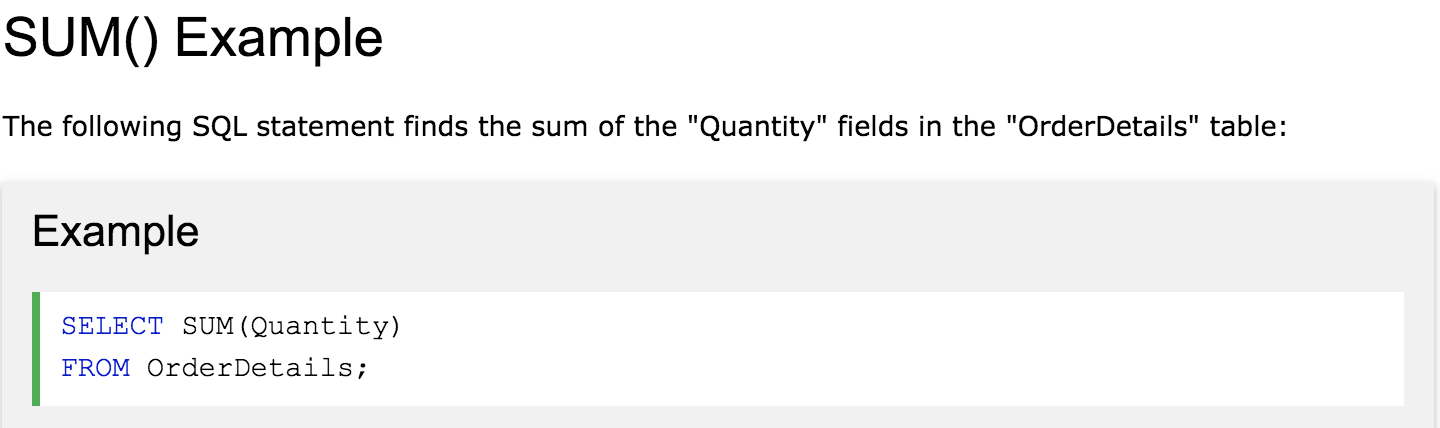 SUM() Example
The following SQL statement finds the sum of the "Quantity" fields in the "OrderDetails" table:
Example
SELECT SUM(Quantity)
FROM OrderDetails;